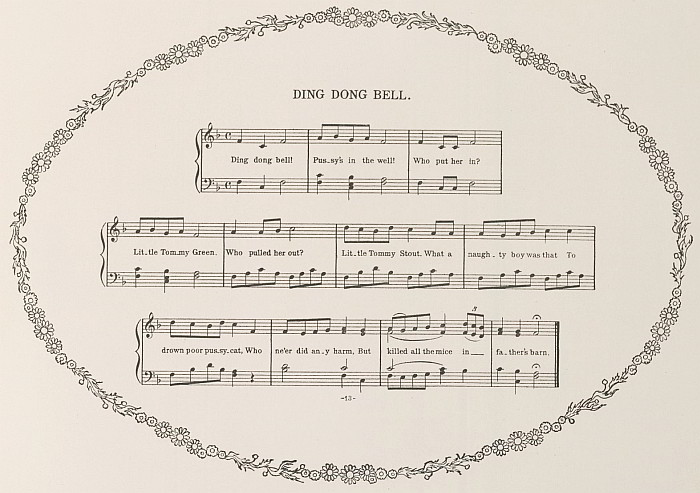 DING DONG BELL.
Ding dong bell! Pus_sy's in the well! Who put her in?
Lit_tle Tom_my Green. Who pulled her out? Lit_tle Tommy Stout. What a naugh_ty boy was that To
drown poor pus_sy_cat, Who ne'er did an_y harm, But killed all the mice in__ fa_ther's barn.
3
-13-